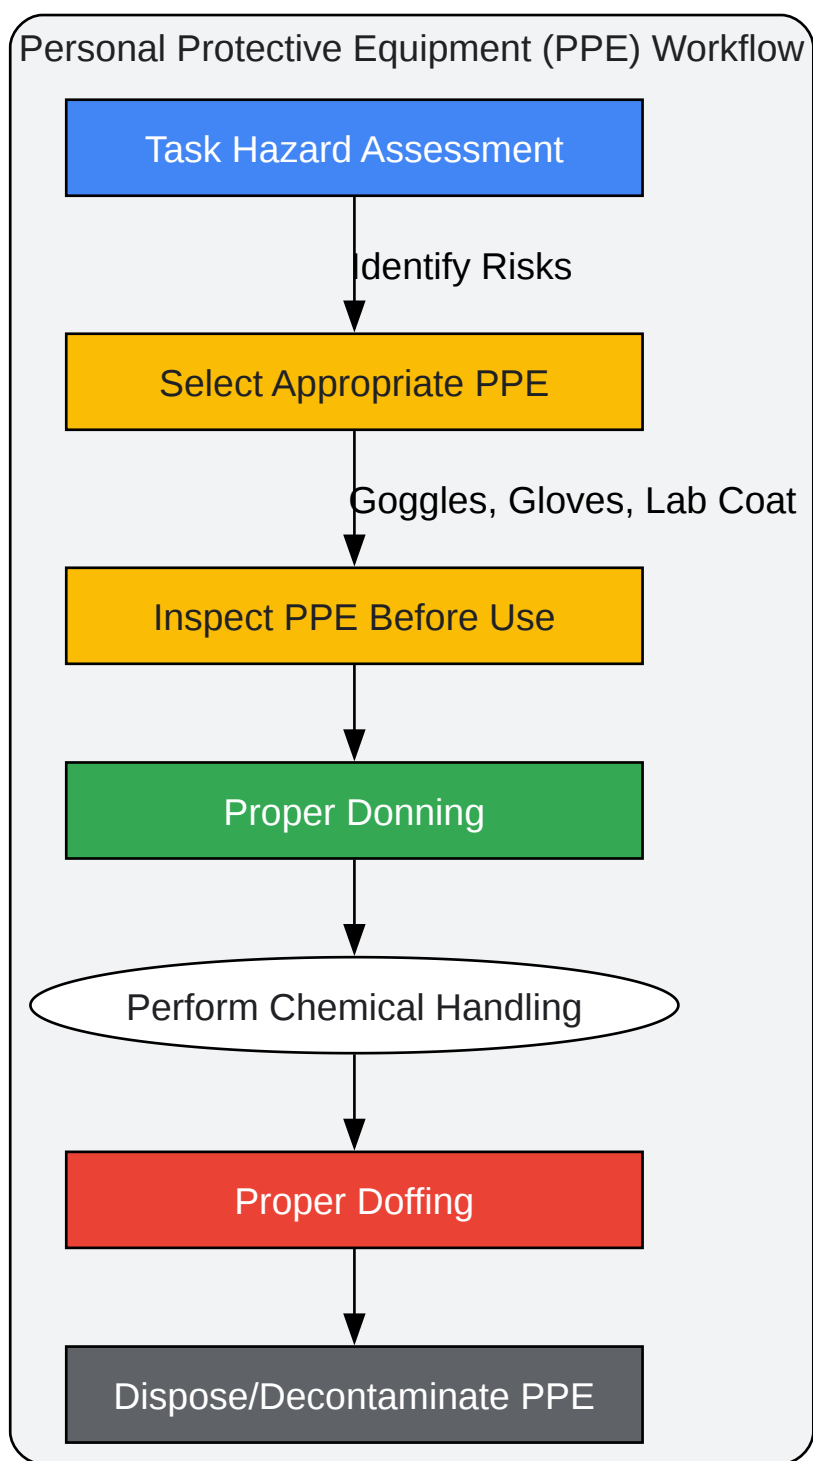 Personal Protective Equipment (PPE) Workflow
Task Hazard Assessment
Identify Risks
Select Appropriate PPE
Goggles, Gloves, Lab Coat
Inspect PPE Before Use
Proper Donning
Perform Chemical Handling
Proper Doffing
Dispose/Decontaminate PPE